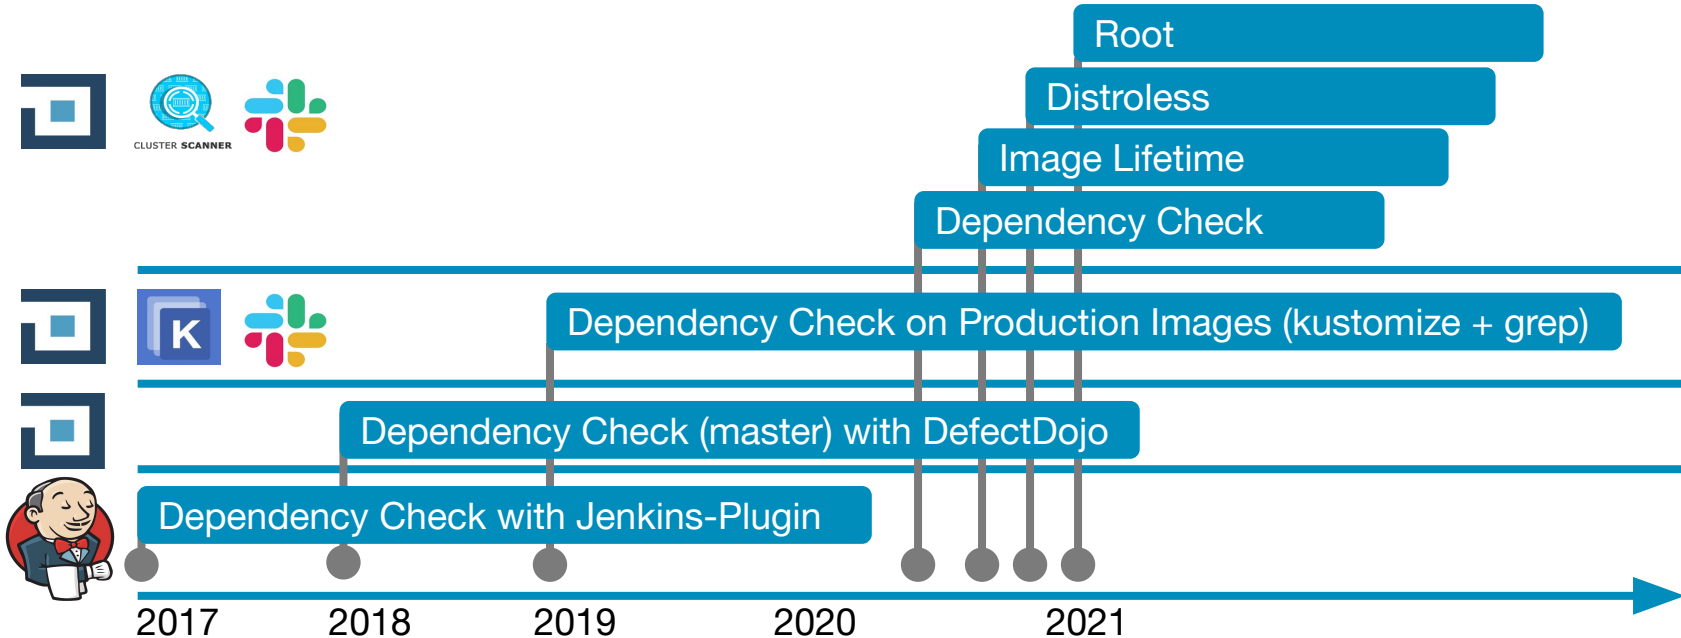 Root
Distroless
CLUSTER SCANNER
Image Lifetime
Dependency Check
K
Dependency Check on Production Images (kustomize + grep)
Dependency Check (master) with DefectDojo
Dependency Check with Jenkins-Plugin
2017 2018 2019 2020 2021